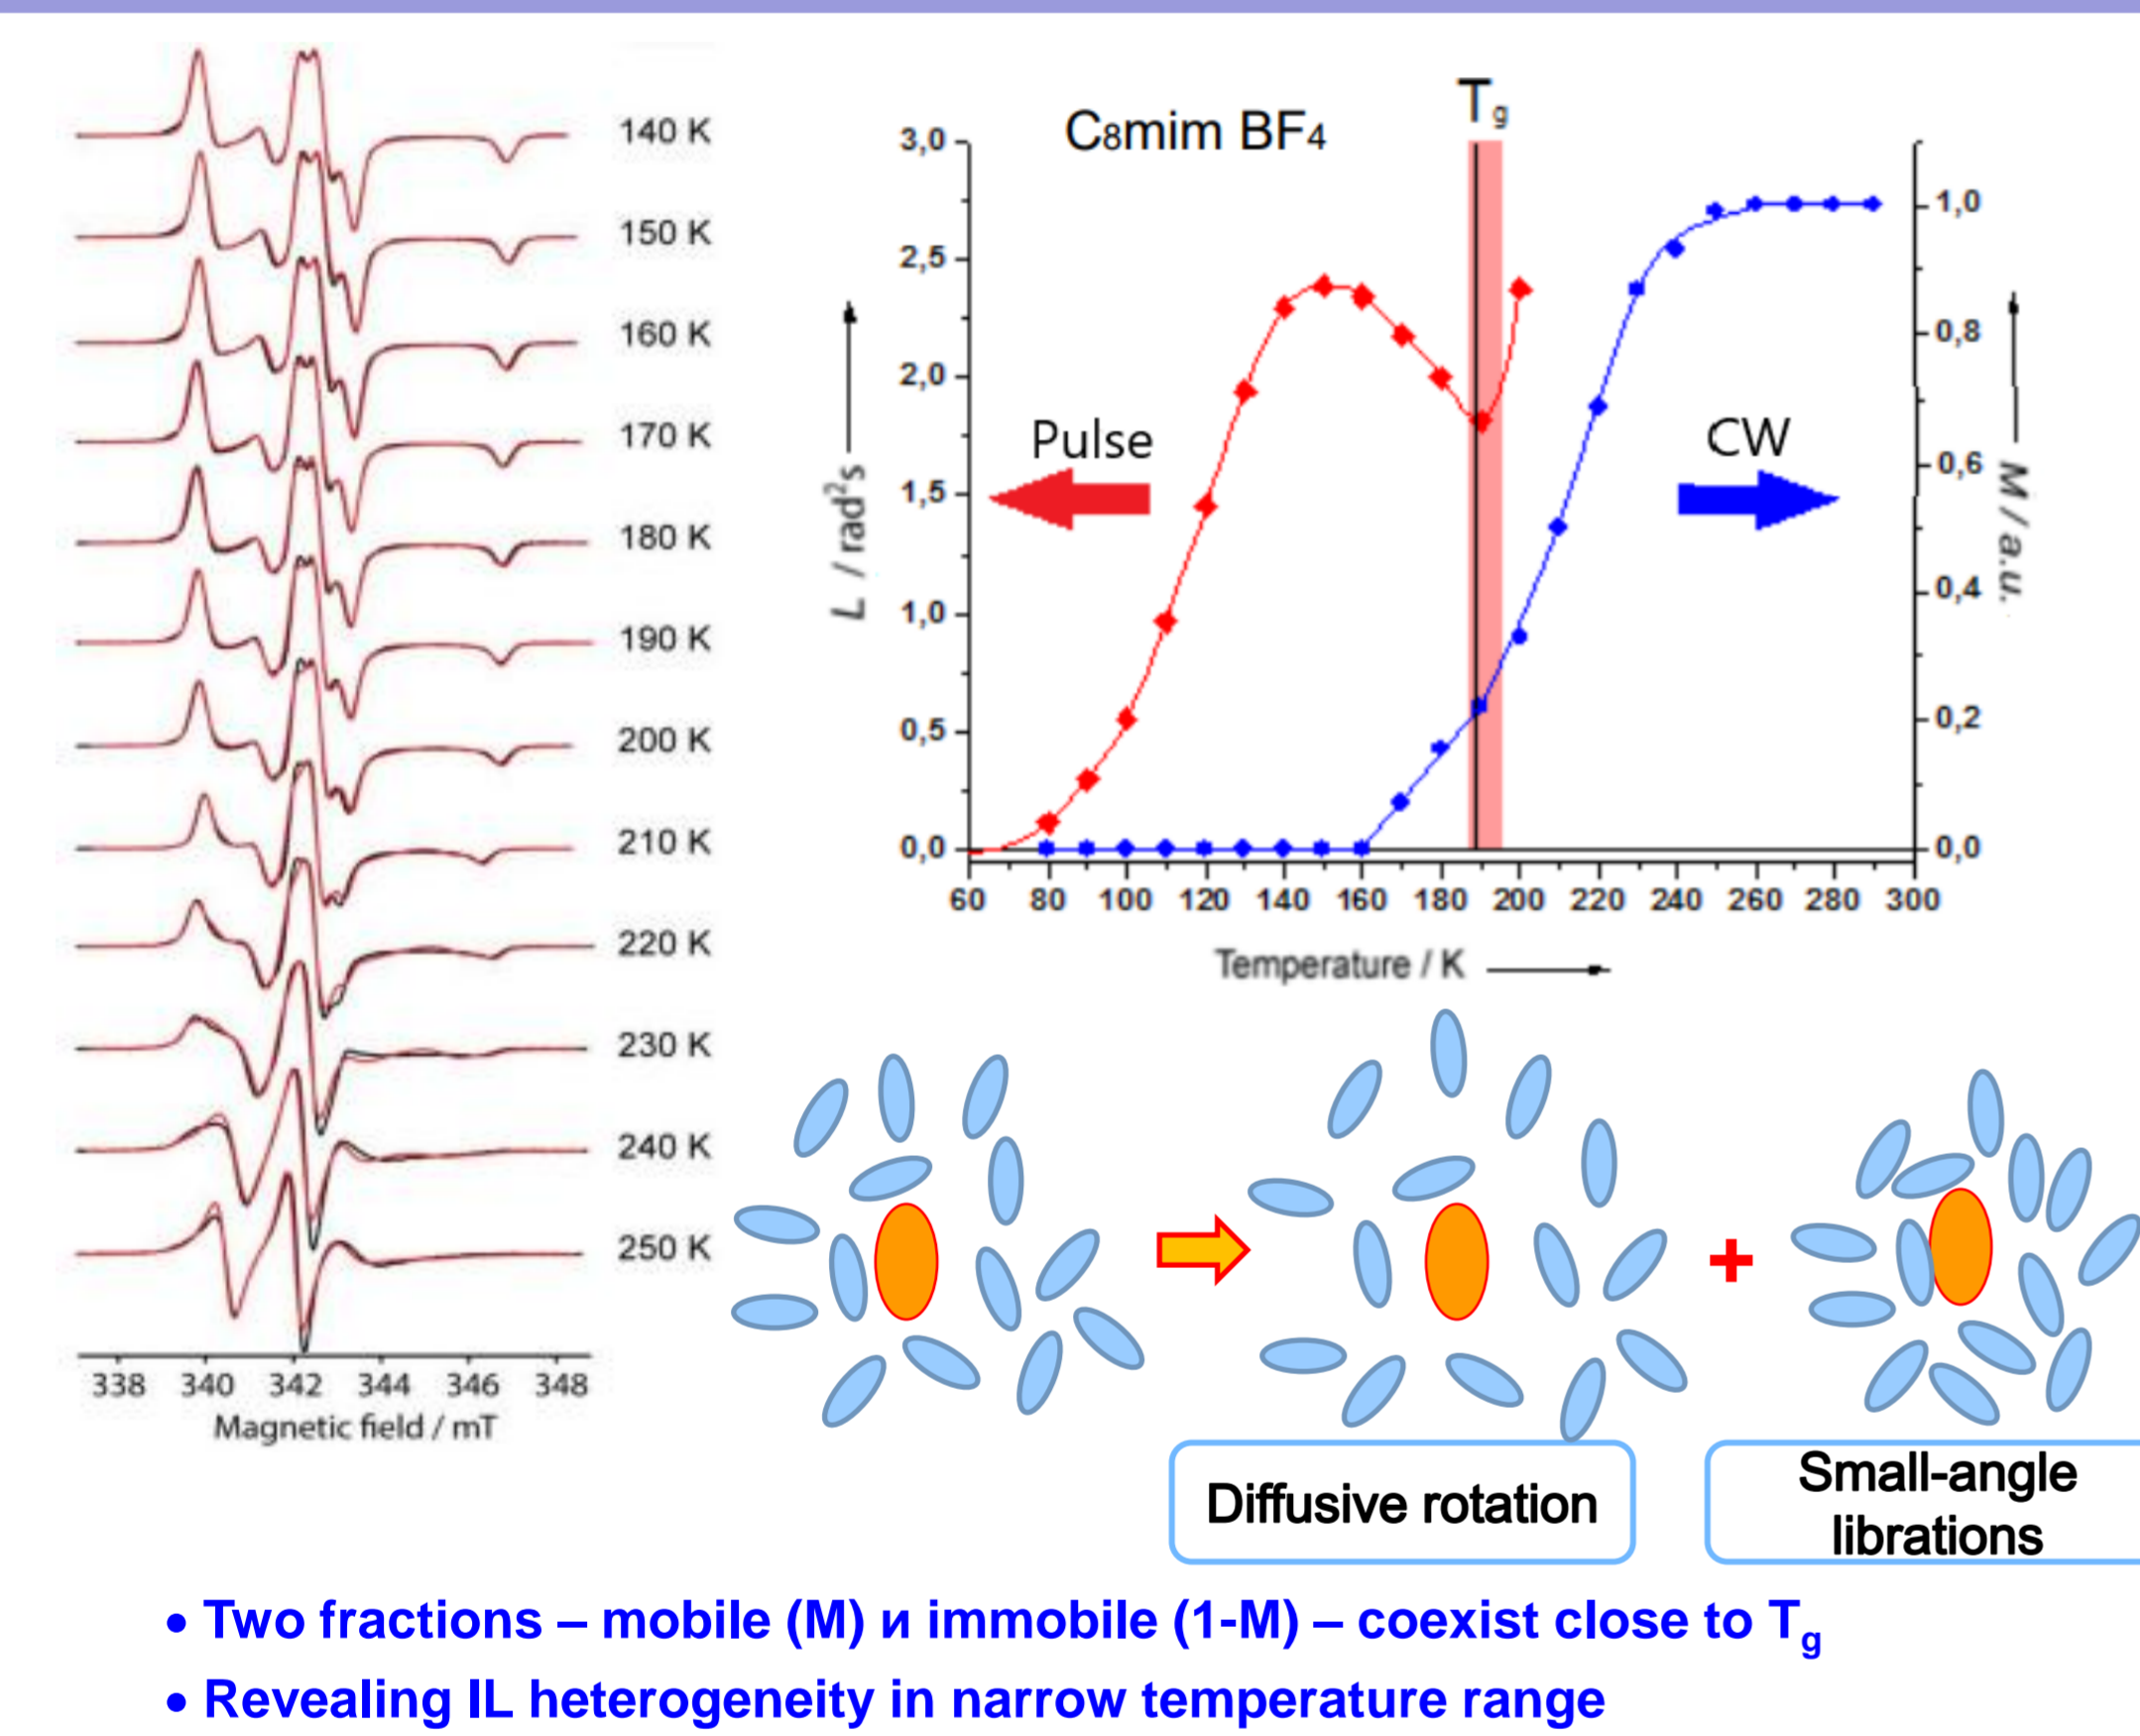 140 K
150 K
160 K
170 K
180 K
190 K
200 K
210 K
220 K
230 K
240 K
250 K
338 340 342 344 346 348
Magnetic field / mT
C8mim BF4
Tg
3,0
2,5
2,0
1,5
1,0
0,5
0,0
L / rad²s
Pulse
CW
1,0
0,8
0,6
0,4
0,2
0,0
M / a.u.
60 80 100 120 140 160 180 200 220 240 260 280 300
Temperature / K
+
Diffusive rotation
Small-angle
librations
• Two fractions – mobile (M) и immobile (1-M) – coexist close to Tg
• Revealing IL heterogeneity in narrow temperature range